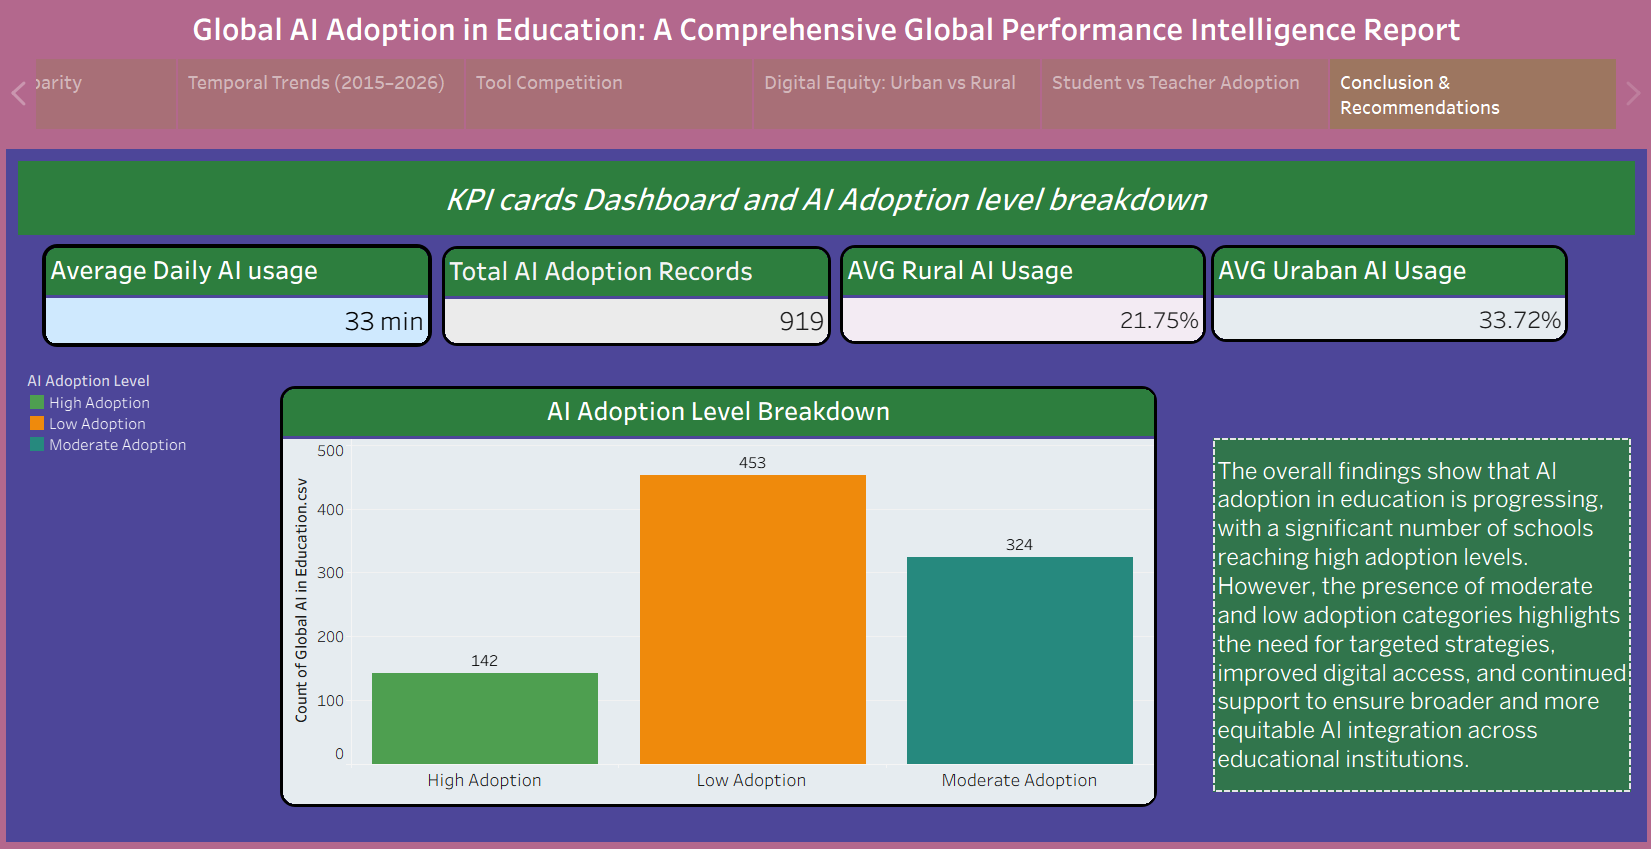 Global AI Adoption in Education: A Comprehensive Global Performance Intelligence Report
parity
Temporal Trends (2015-2026)
Tool Competition
Digital Equity: Urban vs Rural
Student vs Teacher Adoption
Conclusion &
Recommendations
KPI cards Dashboard and AI Adoption level breakdown
Average Daily AI usage
33 min
Total AI Adoption Records
919
AVG Rural AI Usage
21.75%
AVG Uraban AI Usage
33.72%
AI Adoption Level
High Adoption
Low Adoption
Moderate Adoption
AI Adoption Level Breakdown
Count of Global AI in Education.csv
500
400
300
200
100
0
142
453
324
High Adoption
Low Adoption
Moderate Adoption
The overall findings show that AI
adoption in education is progressing,
with a significant number of schools
reaching high adoption levels.
However, the presence of moderate
and low adoption categories highlights
the need for targeted strategies,
improved digital access, and continued
support to ensure broader and more
equitable AI integration across
educational institutions.